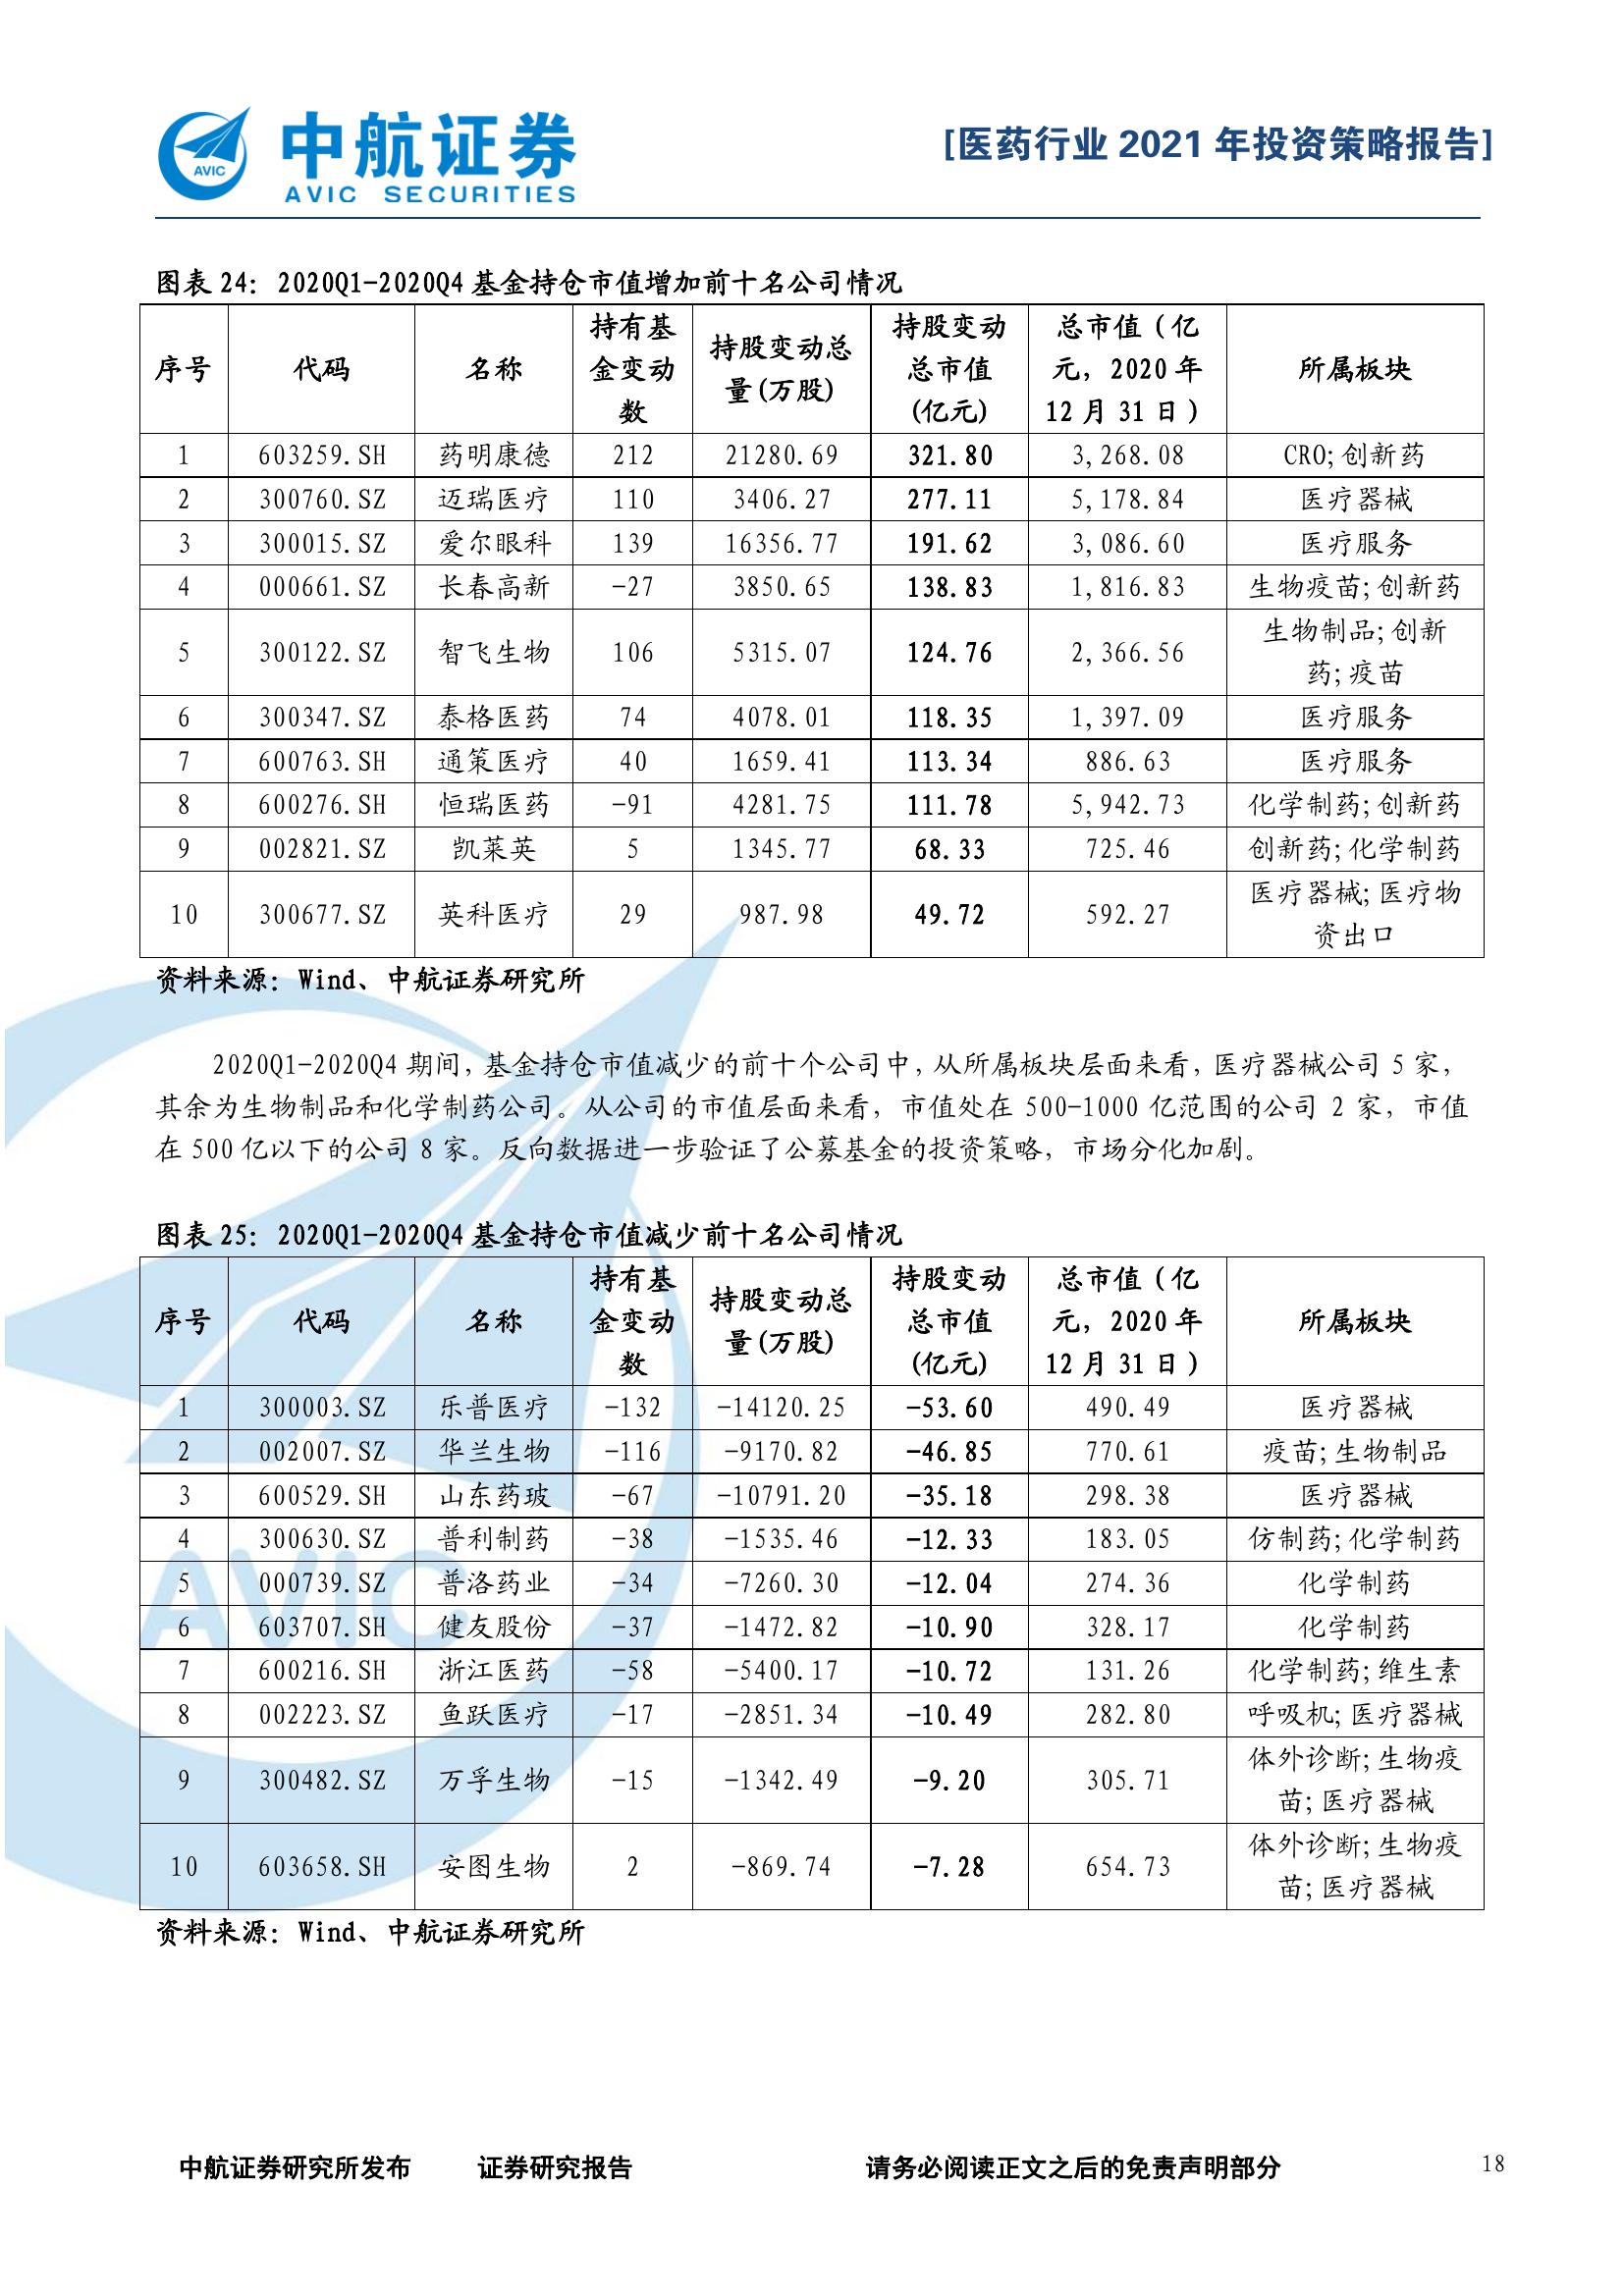 中航证券
AVIC SECURITIES
AVIC
[医药行业 2021 年投资策略报告]
图表 24： 2020Q1-2020Q4 基金持仓市值增加前十名公司情况
序号 代码 名称 持有基金变动数 持股变动总量(万股) 持股变动总市值(亿元) 总市值（亿元，2020 年 12 月 31 日） 所属板块
1 603259.SH 药明康德 212 21280.69 321.80 3,268.08 CRO;创新药
2 300760.SZ 迈瑞医疗 110 3406.27 277.11 5,178.84 医疗器械
3 300015.SZ 爱尔眼科 139 16356.77 191.62 3,086.60 医疗服务
4 000661.SZ 长春高新 -27 3850.65 138.83 1,816.83 生物疫苗;创新药
5 300122.SZ 智飞生物 106 5315.07 124.76 2,366.56 生物制品;创新药;疫苗
6 300347.SZ 泰格医药 74 4078.01 118.35 1,397.09 医疗服务
7 600763.SH 通策医疗 40 1659.41 113.34 886.63 医疗服务
8 600276.SH 恒瑞医药 -91 4281.75 111.78 5,942.73 化学制药;创新药
9 002821.SZ 凯莱英 5 1345.77 68.33 725.46 创新药;化学制药
10 300677.SZ 英科医疗 29 987.98 49.72 592.27 医疗器械;医疗物资出口
资料来源：Wind、中航证券研究所
2020Q1-2020Q4 期间，基金持仓市值减少的前十个公司中，从所属板块层面来看，医疗器械公司 5 家，
其余为生物制品和化学制药公司。从公司的市值层面来看，市值处在 500-1000 亿范围的公司 2 家，市值
在 500 亿以下的公司 8 家。反向数据进一步验证了公募基金的投资策略，市场分化加剧。
图表 25： 2020Q1-2020Q4 基金持仓市值减少前十名公司情况
序号 代码 名称 持有基金变动数 持股变动总量(万股) 持股变动总市值(亿元) 总市值（亿元，2020 年 12 月 31 日） 所属板块
1 300003.SZ 乐普医疗 -132 -14120.25 -53.60 490.49 医疗器械
2 002007.SZ 华兰生物 -116 -9170.82 -46.85 770.61 疫苗;生物制品
3 600529.SH 山东药玻 -67 -10791.20 -35.18 298.38 医疗器械
4 300630.SZ 普利制药 -38 -1535.46 -12.33 183.05 仿制药;化学制药
5 000739.SZ 普洛药业 -34 -7260.30 -12.04 274.36 化学制药
6 603707.SH 健友股份 -37 -1472.82 -10.90 328.17 化学制药
7 600216.SH 浙江医药 -58 -5400.17 -10.72 131.26 化学制药;维生素
8 002223.SZ 鱼跃医疗 -17 -2851.34 -10.49 282.80 呼吸机;医疗器械
9 300482.SZ 万孚生物 -15 -1342.49 -9.20 305.71 体外诊断;生物疫苗;医疗器械
10 603658.SH 安图生物 2 -869.74 -7.28 654.73 体外诊断;生物疫苗;医疗器械
资料来源：Wind、中航证券研究所
AVIC
中航证券研究所发布 证券研究报告 请务必阅读正文之后的免责声明部分 18